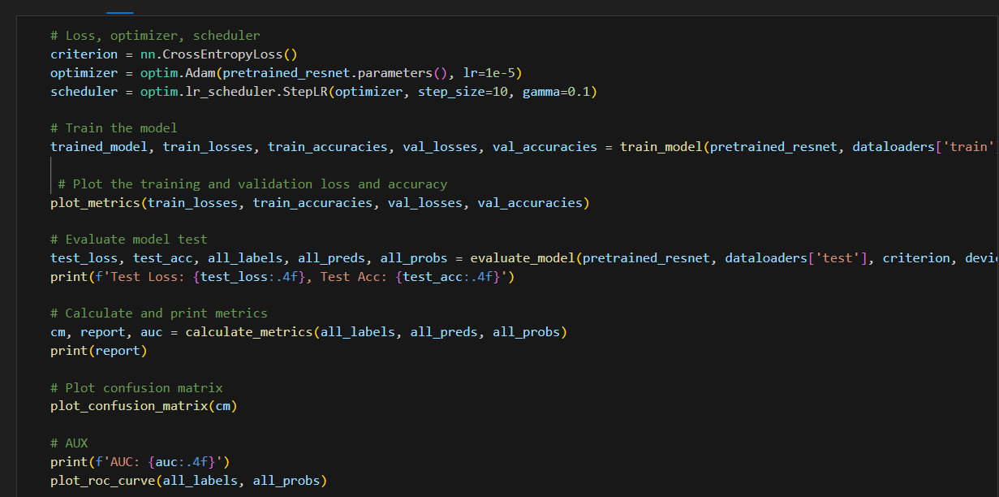 # Loss, optimizer, scheduler
criterion = nn.CrossEntropyLoss()
optimizer = optim.Adam(pretrained_resnet.parameters(), lr=1e-5)
scheduler = optim.lr_scheduler.StepLR(optimizer, step_size=10, gamma=0.1)
# Train the model
trained_model, train_losses, train_accuracies, val_losses, val_accuracies = train_model(pretrained_resnet, dataloaders['train']
# Plot the training and validation loss and accuracy
plot_metrics(train_losses, train_accuracies, val_losses, val_accuracies)
# Evaluate model test
test_loss, test_acc, all_labels, all_preds, all_probs = evaluate_model(pretrained_resnet, dataloaders['test'], criterion,
print(f'Test Loss: {test_loss:.4f}, Test Acc: {test_acc:.4f}')
# Calculate and print metrics
cm, report, auc = calculate_metrics(all_labels, all_preds, all_probs)
print(report)
# Plot confusion matrix
plot_confusion_matrix(cm)
# AUX
print(f'AUC: {auc:.4f}')
plot_roc_curve(all_labels, all_probs)